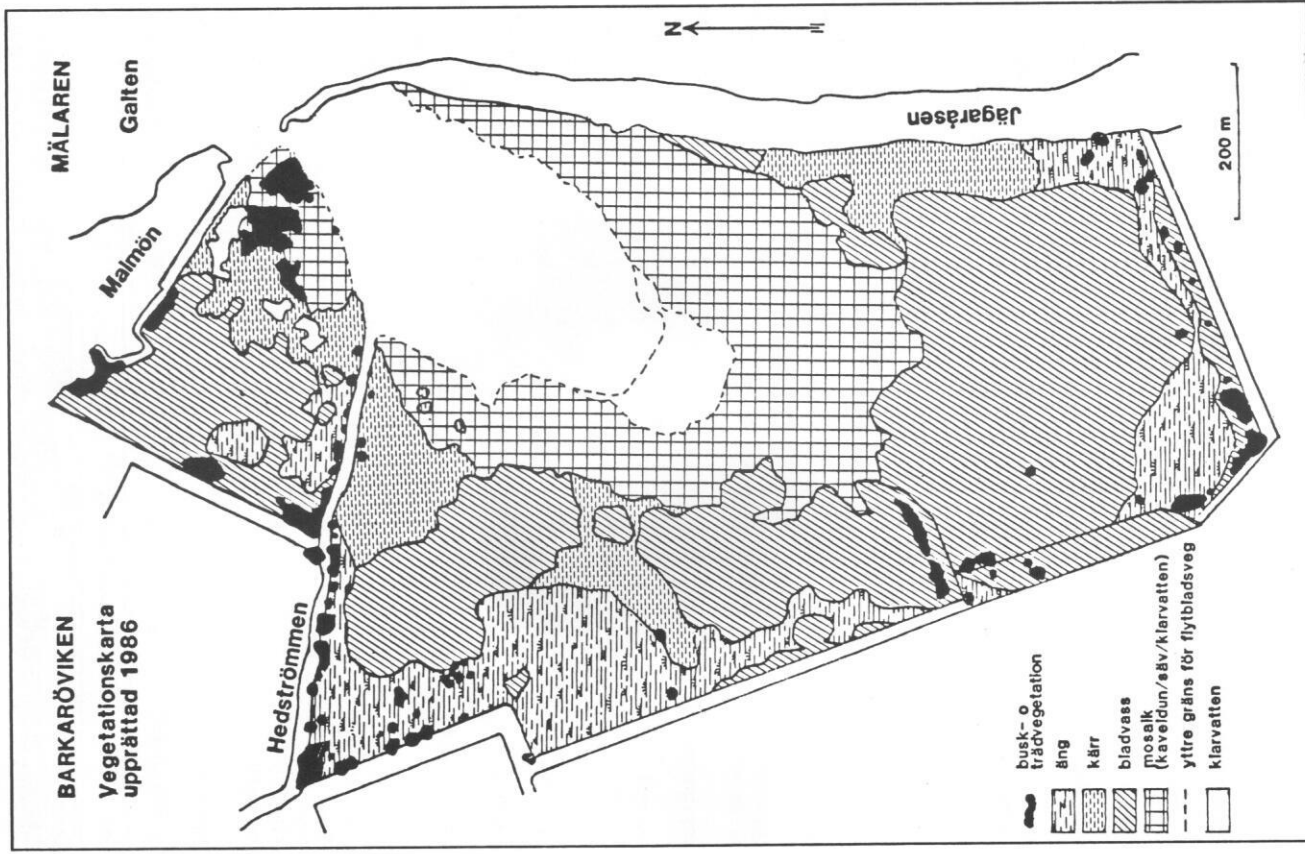 BARKARÖVIKEN
Vegetationskarta
upprättad 1986
MÄLAREN
Galten
Malmön
Hedströmmen
N
Jägaråsen
200 m
busk- o
trädvegetation
äng
kärr
bladvass
mosaik
(kaveldun/säv/klarvatten)
yttre gräns för flytbladsveg
klarvatten